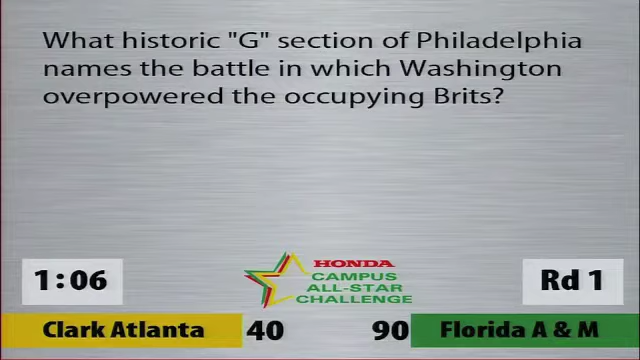 What historic "G" section of Philadelphia
names the battle in which Washington
overpowered the occupying Brits?
HONDA
CAMPUS
ALL-STAR
CHALLENGE
1:06
Rd 1
Clark Atlanta 40 90 Florida A & M